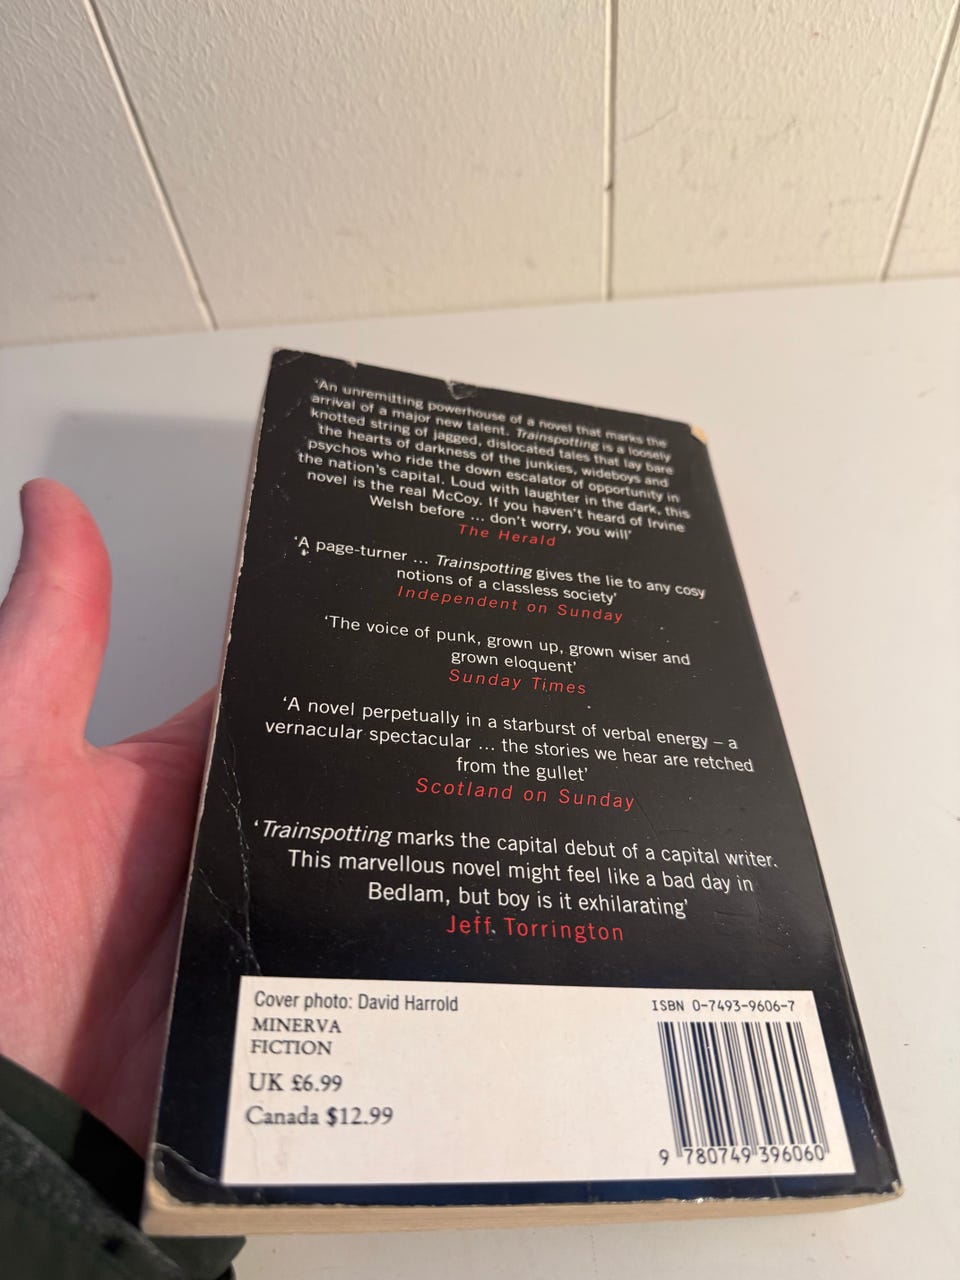 ‘An unremitting powerhouse of a novel that marks the
arrival of a major new talent. Trainspotting is a loosely
knotted string of jagged, dislocated tales that lay bare
the hearts of darkness of the junkies, wideboys and
psychos who ride the down escalator of opportunity in
the nation's capital. Loud with laughter in the dark, this
novel is the real McCoy. If you haven't heard of Irvine
Welsh before ... don't worry, you will’
The Herald
‘A page-turner ... Trainspotting gives the lie to any cosy
notions of a classless society’
Independent on Sunday
‘The voice of punk, grown up, grown wiser and
grown eloquent’
Sunday Times
‘A novel perpetually in a starburst of verbal energy – a
vernacular spectacular ... the stories we hear are retched
from the gullet’
Scotland on Sunday
‘Trainspotting marks the capital debut of a capital writer.
This marvellous novel might feel like a bad day in
Bedlam, but boy is it exhilarating’
Jeff Torrington
Cover photo: David Harrold
MINERVA
FICTION
UK £6.99
Canada $12.99
ISBN 0-7493-9606-7
9 780749 396060